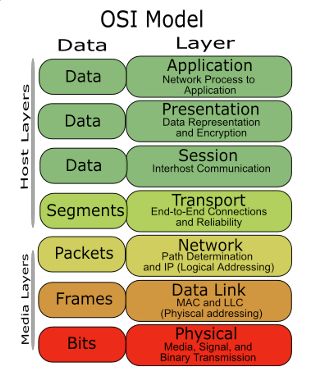 OSI Model
Data Layer
Host Layers
Data
Application
Network Process to
Application
Data
Presentation
Data Representation
and Encryption
Data
Session
Interhost Communication
Segments
Transport
End-to-End Connections
and Reliability
Media Layers
Packets
Network
Path Determination
and IP (Logical Addressing)
Frames
Data Link
MAC and LLC
(Phyiscal addressing)
Bits
Physical
Media, Signal, and
Binary Transmission